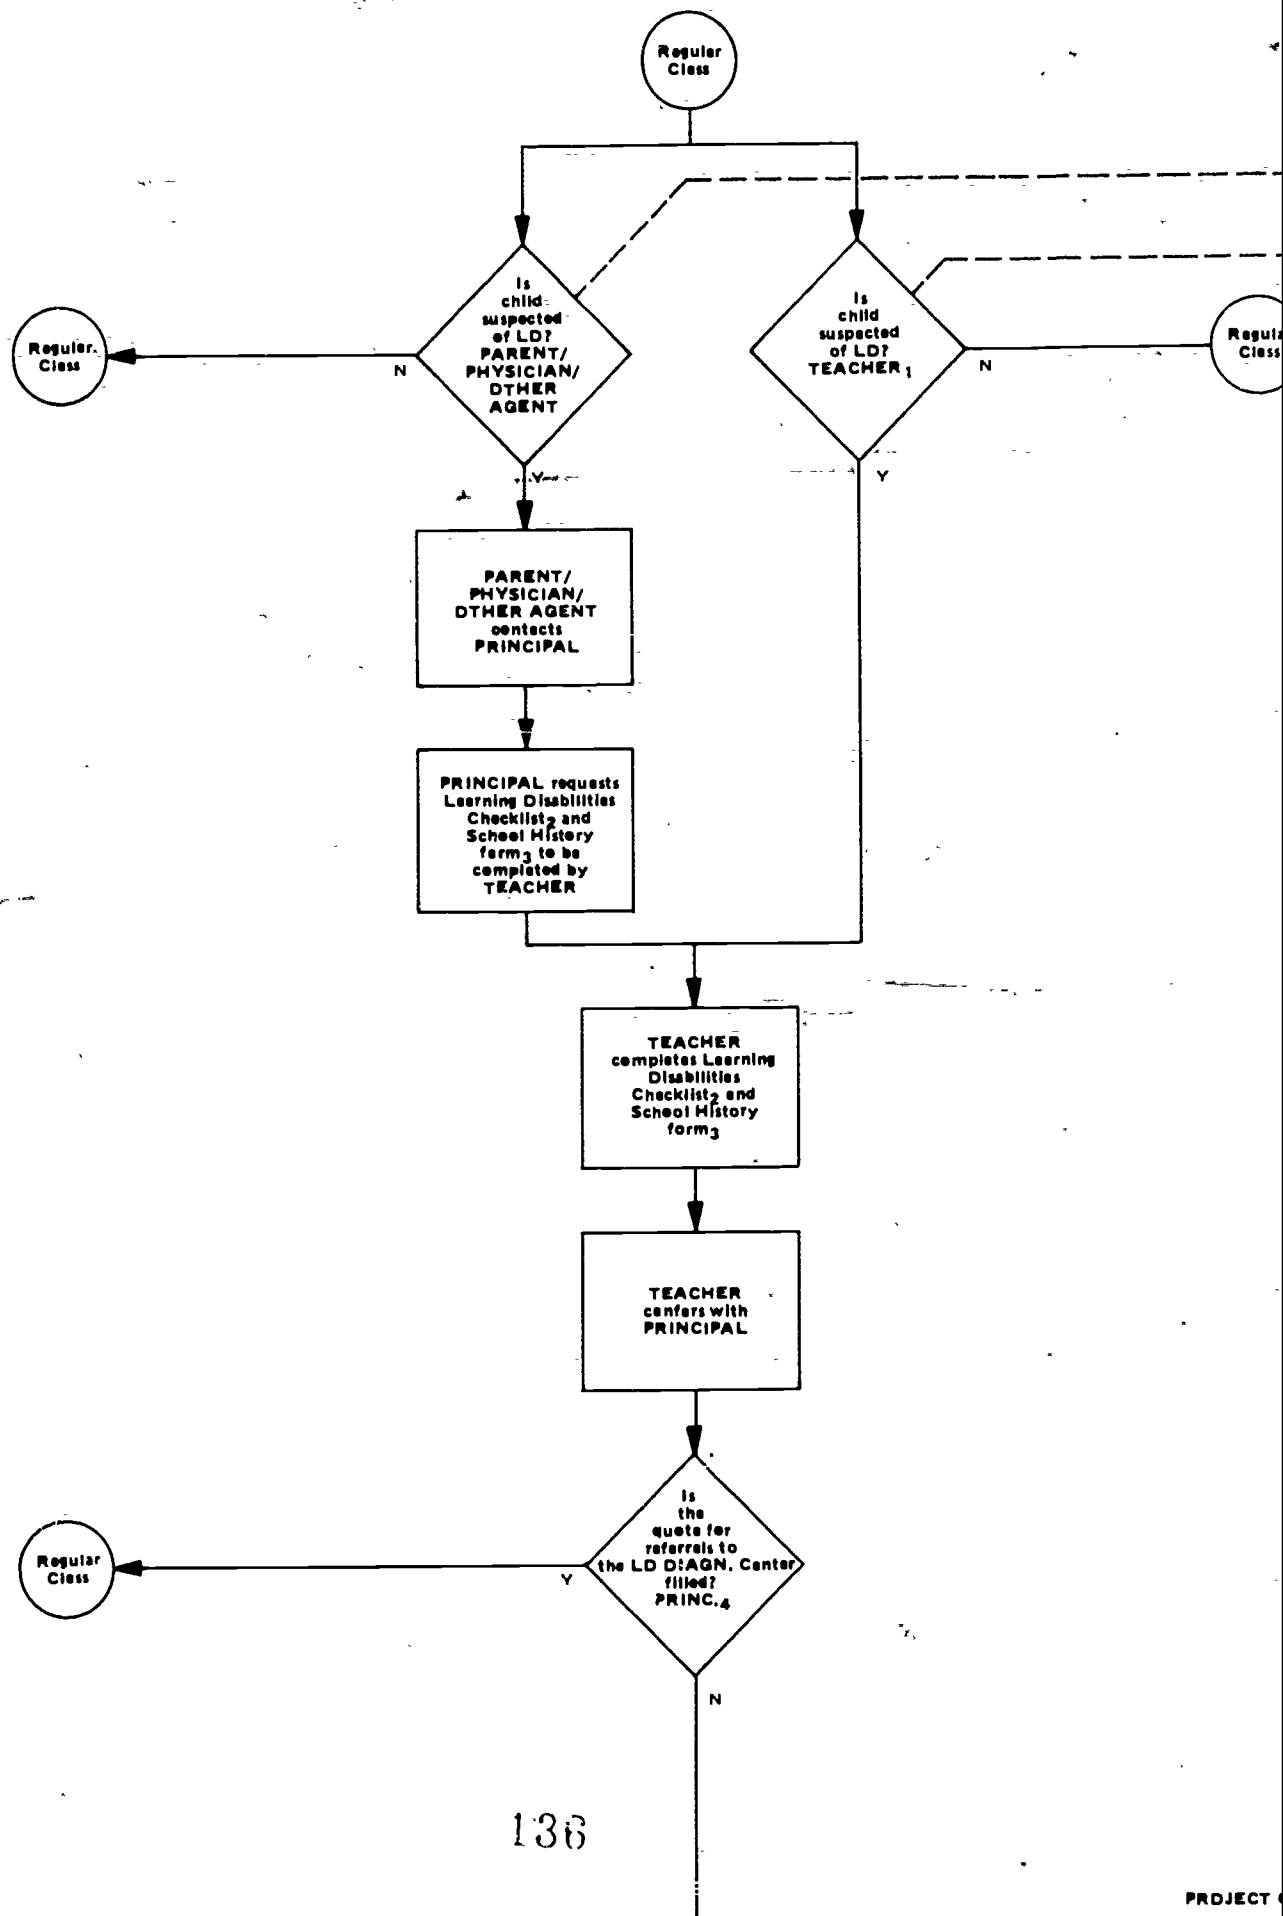 Regular
Class
Is
child
suspected
of LD?
PARENT/
PHYSICIAN/
OTHER
AGENT
Is
child
suspected
of LD?
TEACHER1
Regular
Class
N
N
Regula
Class
Y
Y
PARENT/
PHYSICIAN/
OTHER AGENT
contacts
PRINCIPAL
PRINCIPAL requests
Learning Disabilities
Checklist2 and
School History
form3 to be
completed by
TEACHER
TEACHER
completes Learning
Disabilities
Checklist2 and
School History
form3
TEACHER
confers with
PRINCIPAL
Is
the
quota for
referrals to
the LD DIAGN. Center
filled?
PRINC.4
Regular
Class
Y
N
136
PROJECT